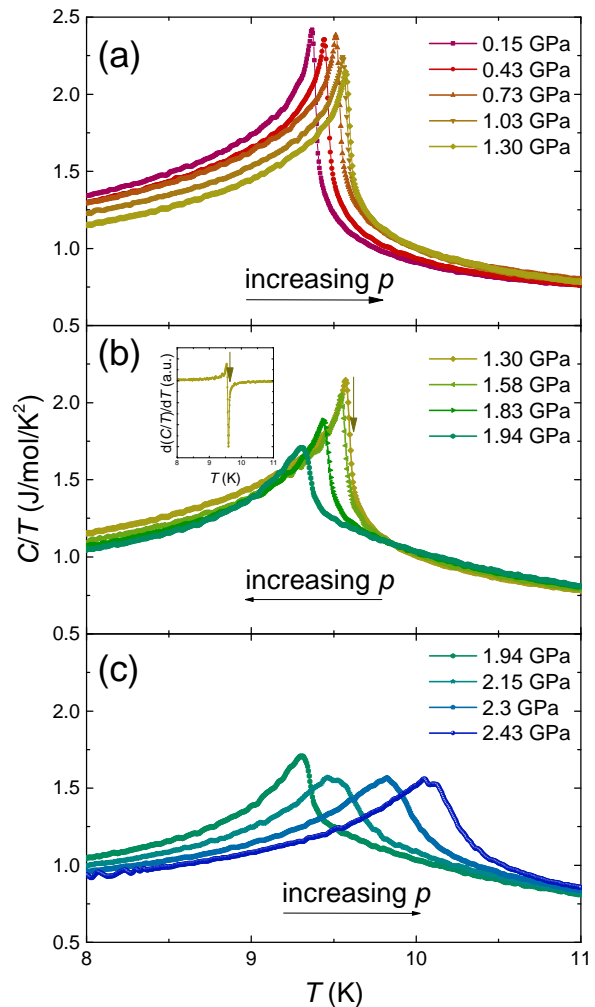 (a)
0.15 GPa
0.43 GPa
0.73 GPa
1.03 GPa
1.30 GPa
2.5
2.0
1.5
1.0
0.5
increasing p
(b)
d(C/T)/dT (a.u.)
8 9 10 11
T (K)
1.30 GPa
1.58 GPa
1.83 GPa
1.94 GPa
2.0
1.5
1.0
0.5
increasing p
C/T (J/mol/K²)
(c)
1.94 GPa
2.15 GPa
2.3 GPa
2.43 GPa
2.0
1.5
1.0
0.5
increasing p
8 9 10 11
T (K)